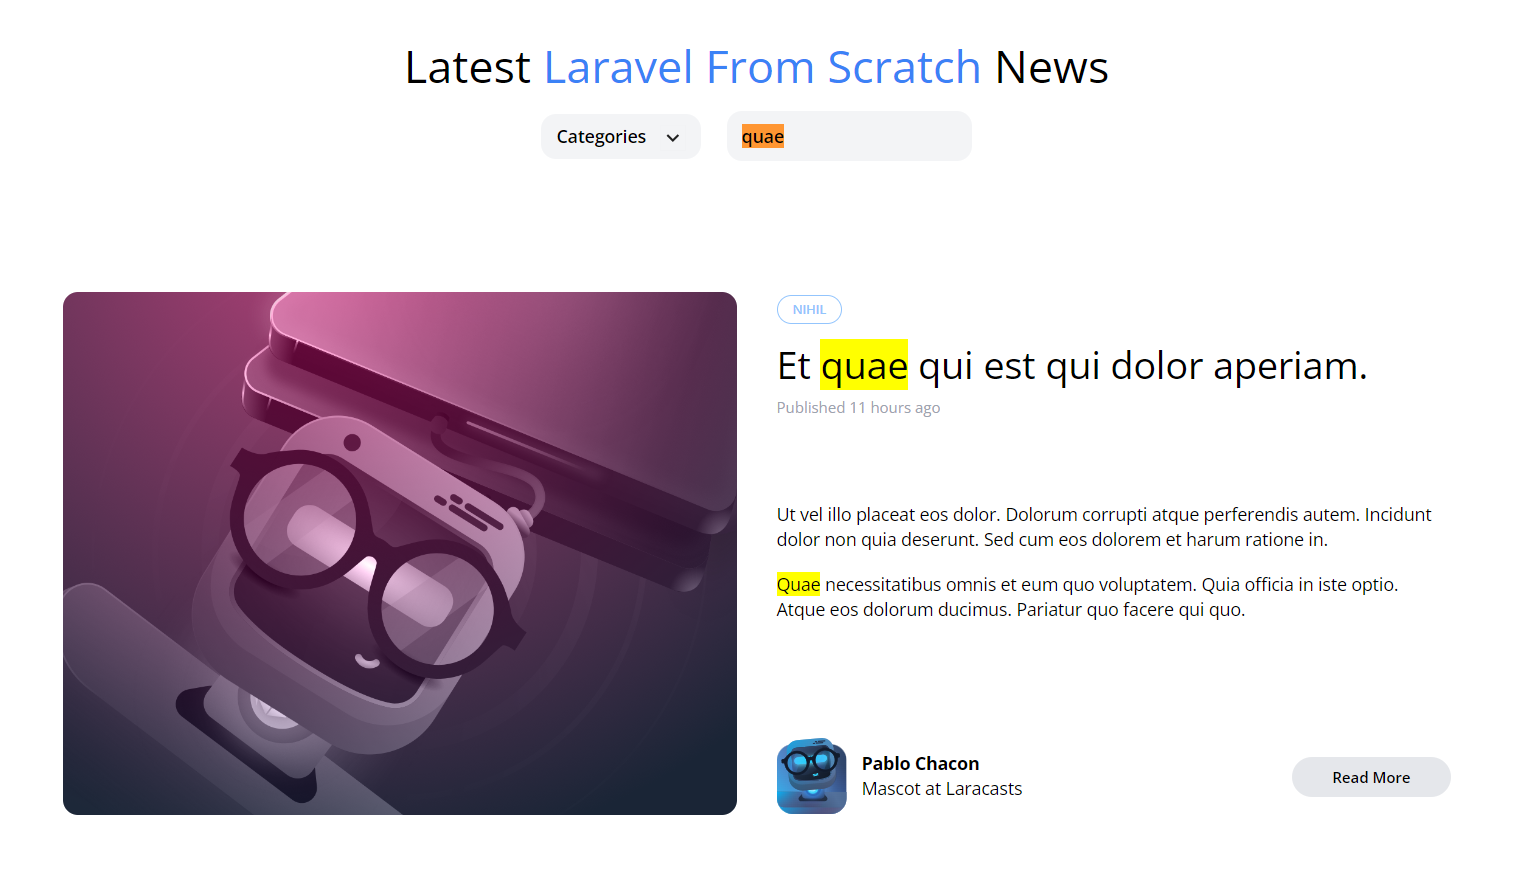 Latest Laravel From Scratch News
Categories
quae
NIHIL
Et quae qui est qui dolor aperiam.
Published 11 hours ago
Ut vel illo placeat eos dolor. Dolorum corrupti atque perferendis autem. Incidunt
dolor non quia deserunt. Sed cum eos dolorem et harum ratione in.
Quae necessitatibus omnis et eum quo voluptatem. Quia officia in iste optio.
Atque eos dolorum ducimus. Pariatur quo facere qui quo.
Pablo Chacon
Mascot at Laracasts
Read More